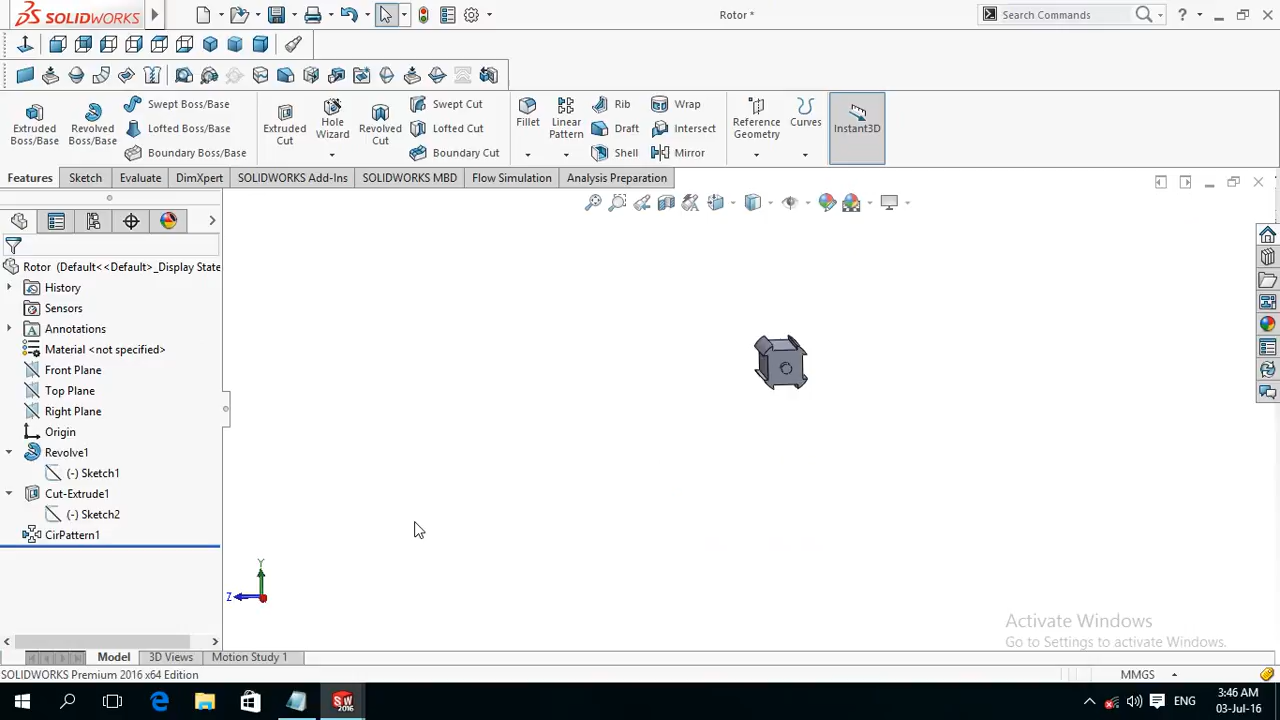 SOLIDWORKS
Rotor *
Search Commands
Extruded Boss/Base
Revolved Boss/Base
Swept Boss/Base
Lofted Boss/Base
Boundary Boss/Base
Extruded Cut
Hole Wizard
Revolved Cut
Swept Cut
Lofted Cut
Boundary Cut
Fillet
Linear Pattern
Rib
Draft
Shell
Wrap
Intersect
Mirror
Reference Geometry
Curves
Instant3D
Features Sketch Evaluate DimXpert SOLIDWORKS Add-Ins SOLIDWORKS MBD Flow Simulation Analysis Preparation
Rotor (Default<<Default>_Display State
History
Sensors
Annotations
Material <not specified>
Front Plane
Top Plane
Right Plane
Origin
Revolve1
(-) Sketch1
Cut-Extrude1
(-) Sketch2
CirPattern1
Y
Z
Activate Windows
Go to Settings to activate Windows.
Model 3D Views Motion Study 1
SOLIDWORKS Premium 2016 x64 Edition
MMGS
ENG
3:46 AM
03-Jul-16